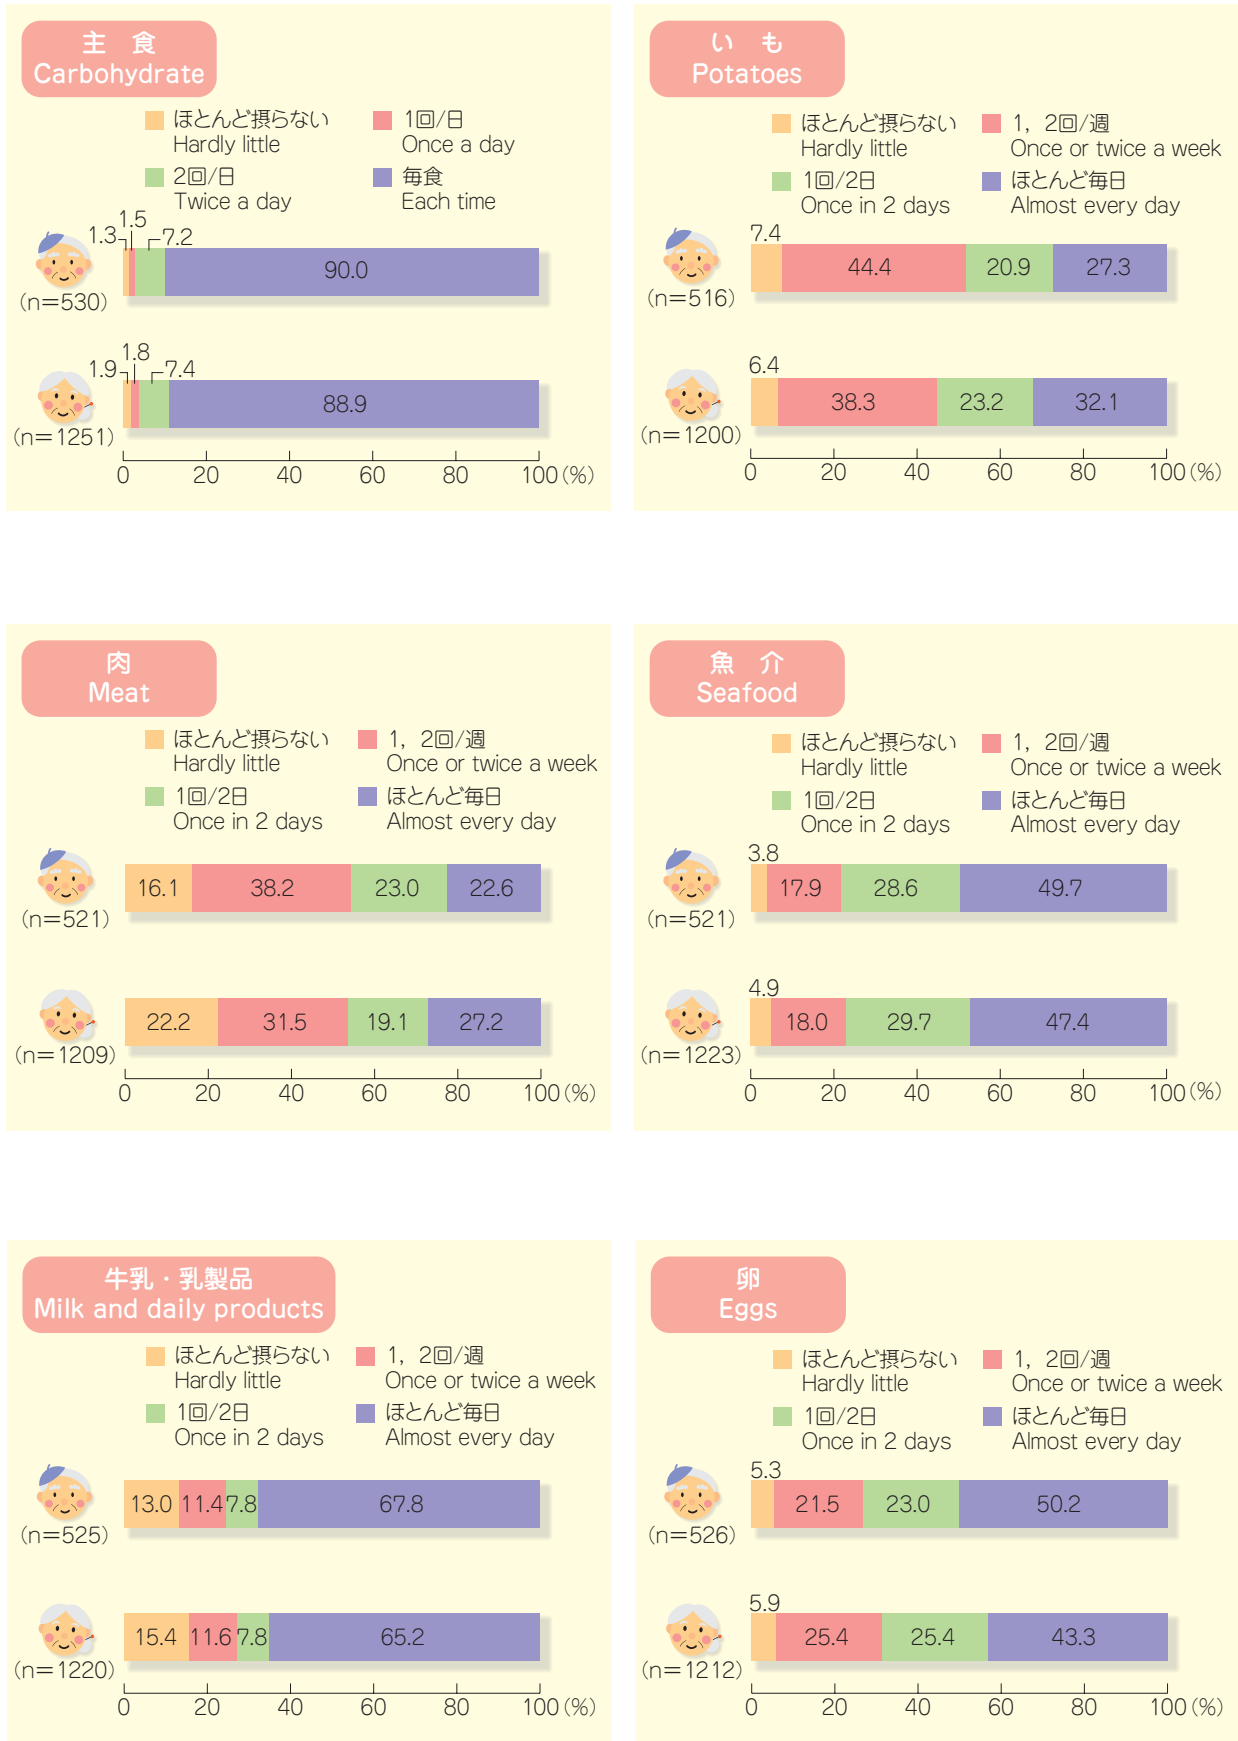 主 食
Carbohydrate
ほとんど摂らない
Hardly little
1回/日
Once a day
2回/日
Twice a day
毎食
Each time
1.3
1.5
7.2
90.0
(n=530)
1.9
1.8
7.4
88.9
(n=1251)
0 20 40 60 80 100(%)
い も
Potatoes
ほとんど摂らない
Hardly little
1，2回/週
Once or twice a week
1回/2日
Once in 2 days
ほとんど毎日
Almost every day
7.4
44.4 20.9 27.3
(n=516)
6.4
38.3 23.2 32.1
(n=1200)
0 20 40 60 80 100(%)
肉
Meat
ほとんど摂らない
Hardly little
1，2回/週
Once or twice a week
1回/2日
Once in 2 days
ほとんど毎日
Almost every day
16.1 38.2 23.0 22.6
(n=521)
22.2 31.5 19.1 27.2
(n=1209)
0 20 40 60 80 100(%)
魚 介
Seafood
ほとんど摂らない
Hardly little
1，2回/週
Once or twice a week
1回/2日
Once in 2 days
ほとんど毎日
Almost every day
3.8
17.9 28.6 49.7
(n=521)
4.9
18.0 29.7 47.4
(n=1223)
0 20 40 60 80 100(%)
牛乳・乳製品
Milk and daily products
ほとんど摂らない
Hardly little
1，2回/週
Once or twice a week
1回/2日
Once in 2 days
ほとんど毎日
Almost every day
13.0 11.4 7.8 67.8
(n=525)
15.4 11.6 7.8 65.2
(n=1220)
0 20 40 60 80 100(%)
卵
Eggs
ほとんど摂らない
Hardly little
1，2回/週
Once or twice a week
1回/2日
Once in 2 days
ほとんど毎日
Almost every day
5.3
21.5 23.0 50.2
(n=526)
5.9
25.4 25.4 43.3
(n=1212)
0 20 40 60 80 100(%)